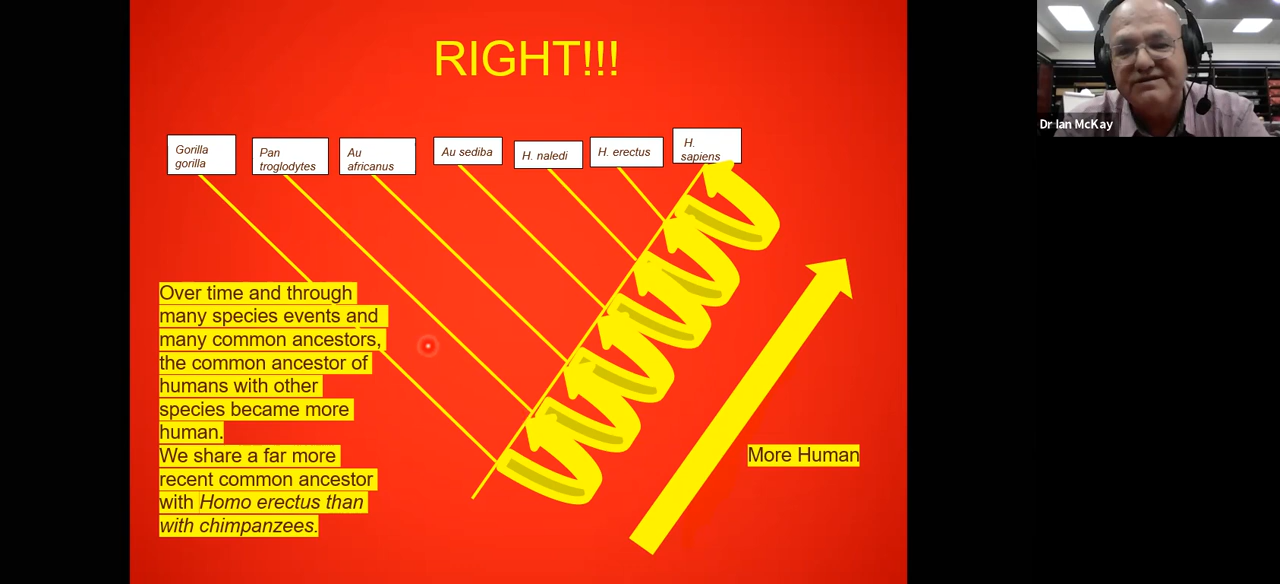 RIGHT!!!
Dr Ian McKay
Gorilla
gorilla
Pan
troglodytes
Au
africanus
Au sediba
H. naledi
H. erectus
H.
sapiens
Over time and through
many species events and
many common ancestors,
the common ancestor of
humans with other
species became more
human.
We share a far more
recent common ancestor
with Homo erectus than
with chimpanzees.
More Human